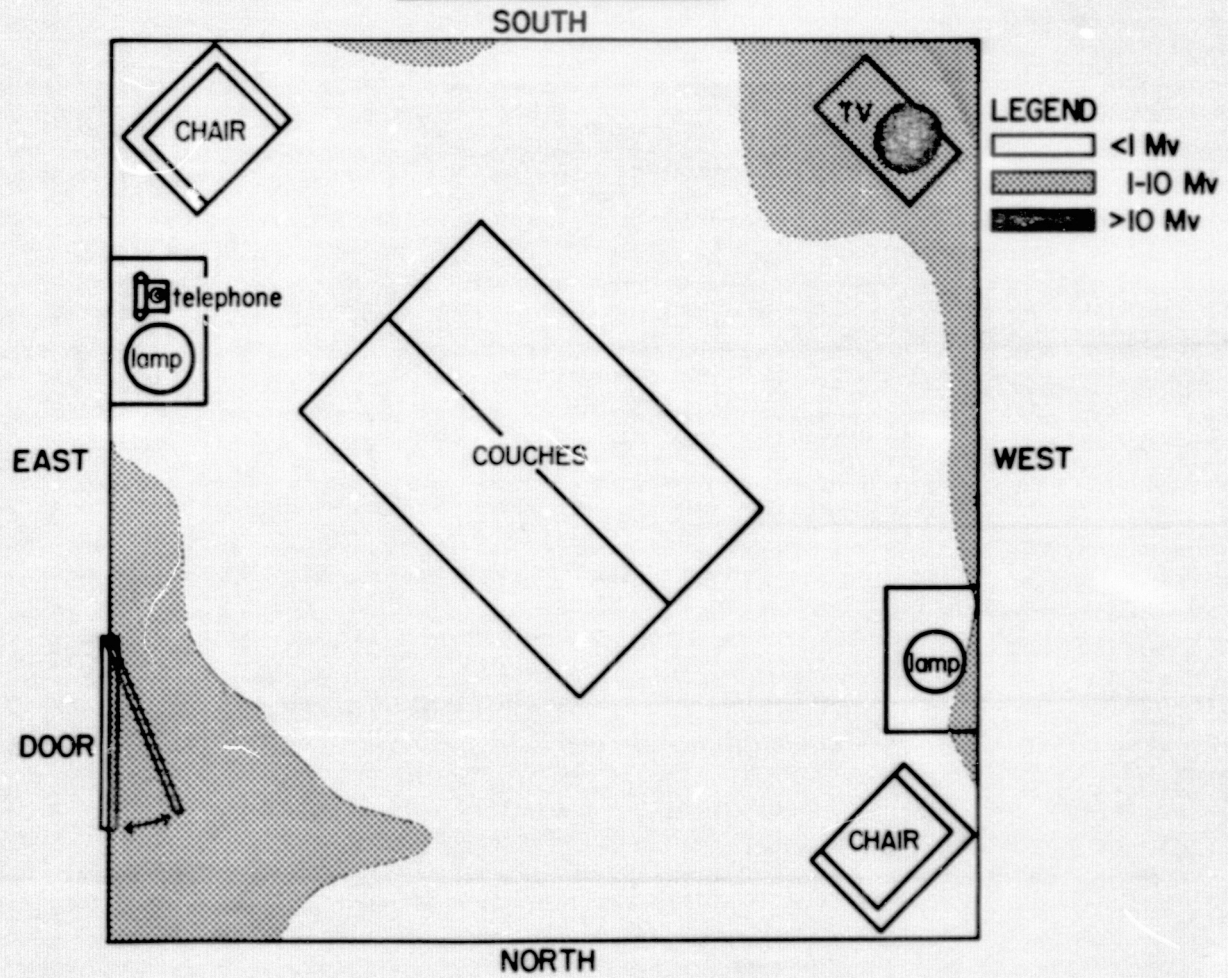 SOUTH
CHAIR
TV
LEGEND
<1 Mv
1-10 Mv
>10 Mv
telephone
lamp
EAST
COUCHES
WEST
lamp
DOOR
CHAIR
NORTH